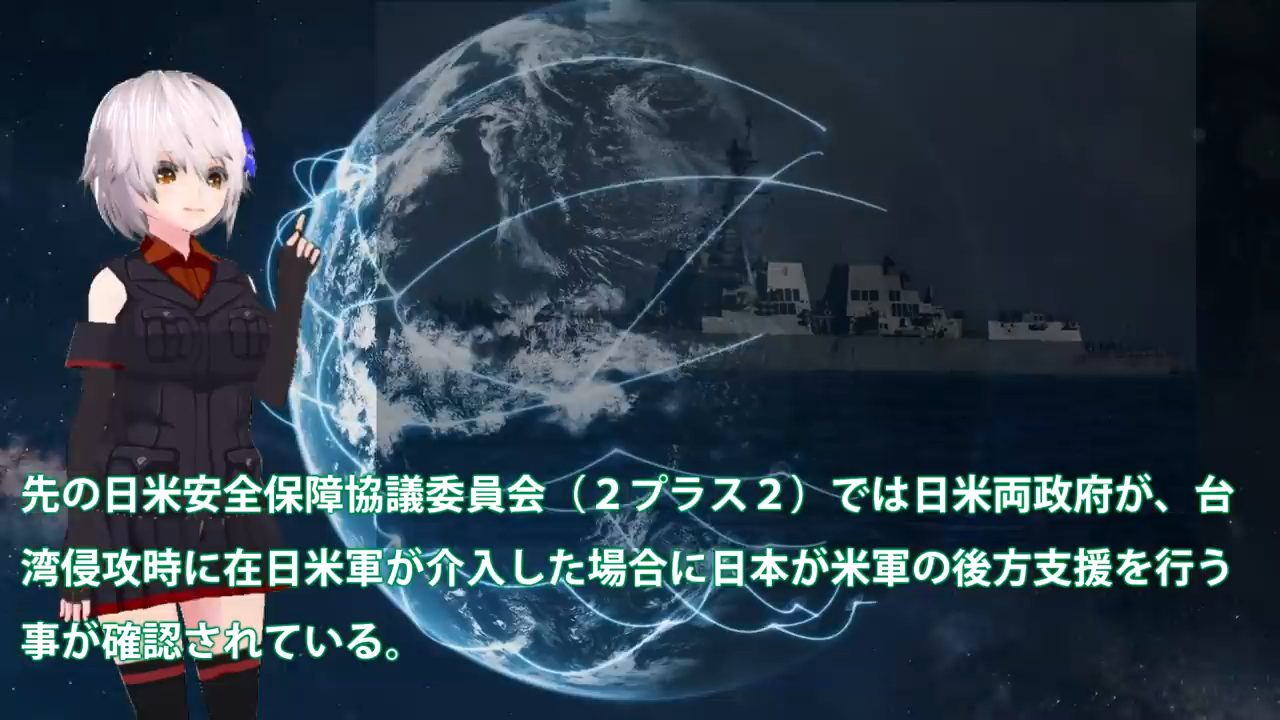 先の日米安全保障協議委員会（２プラス２）では日米両政府が、台
湾侵攻時に在日米軍が介入した場合に日本が米軍の後方支援を行う
事が確認されている。